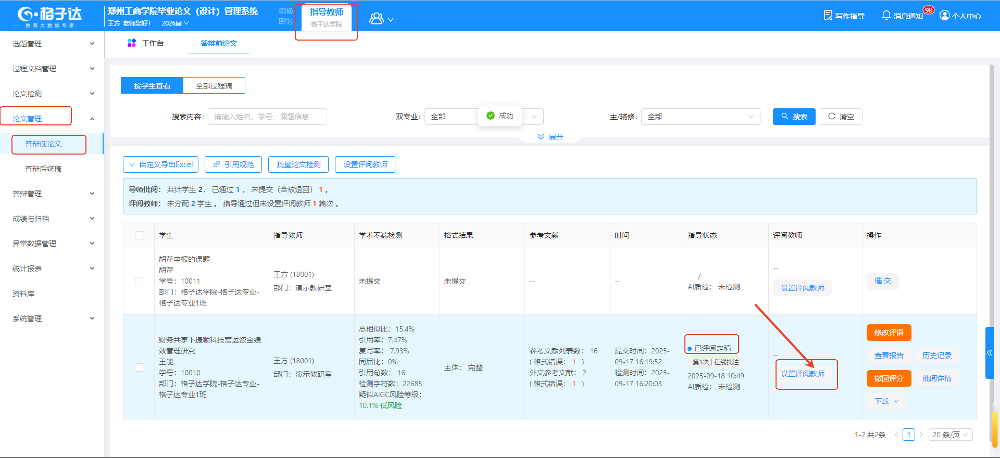 格子达
教育大数据专家
郑州工商学院毕业论文（设计）管理系统
王方 老师您好！ 2026届
切换
职务
指导教师
格子达学院
写作指导
消息通知
98
个人中心
选题管理
过程文档管理
论文检测
论文管理
答辩前论文
答辩后终稿
答辩管理
成绩与归档
异常数据管理
统计报表
资料库
系统管理
工作台
答辩前论文
按学生查看
全部过程稿
搜索内容：
请输入姓名、学号、课题信息
双专业：
全部
成功
主/辅修：
全部
搜索
清空
展开
自定义导出Excel
引用规范
批量论文检测
设置评阅教师
导师批阅： 共计学生 2， 已通过 1， 未提交（含被退回） 1 。
评阅教师： 未分配 2 学生 。 指导通过但未设置评阅教师 1 篇次 。
学生
指导教师
学术不端检测
格式结果
参考文献
时间
指导状态
评阅教师
操作
胡萍申报的课题
胡萍
学号：10011
部门：格子达学院-格子达专业-
格子达专业1班
王方 (18001)
部门：演示教研室
未提交
未提交
--
--
/
AI质检： 未检测
--
设置评阅教师
催 交
财务共享下捷顺科技营运资金绩
效管理研究
王能
学号：10010
部门：格子达学院-格子达专业-
格子达专业1班
王方 (18001)
部门：演示教研室
总相似比：15.4%
引用率：7.47%
复写率： 7.93%
同届比：0%
引用句数： 16
检测字符数：22685
疑似AIGC风险等级：
10.1% 低风险
主体： 完整
参考文献列表数： 16
( 格式错误： 1 )
外文参考文献： 2
( 格式错误： 1 )
提交时间：2025-
09-17 16:19:52
检测时间：2025-
09-17 16:20:03
已评阅定稿
第1次 | 在线批注
2025-09-18 10:49
AI质检： 未检测
--
设置评阅教师
修改评语
查看报告
历史记录
撤回评分
批阅详情
下载
1-2 共2条
1
20 条/页